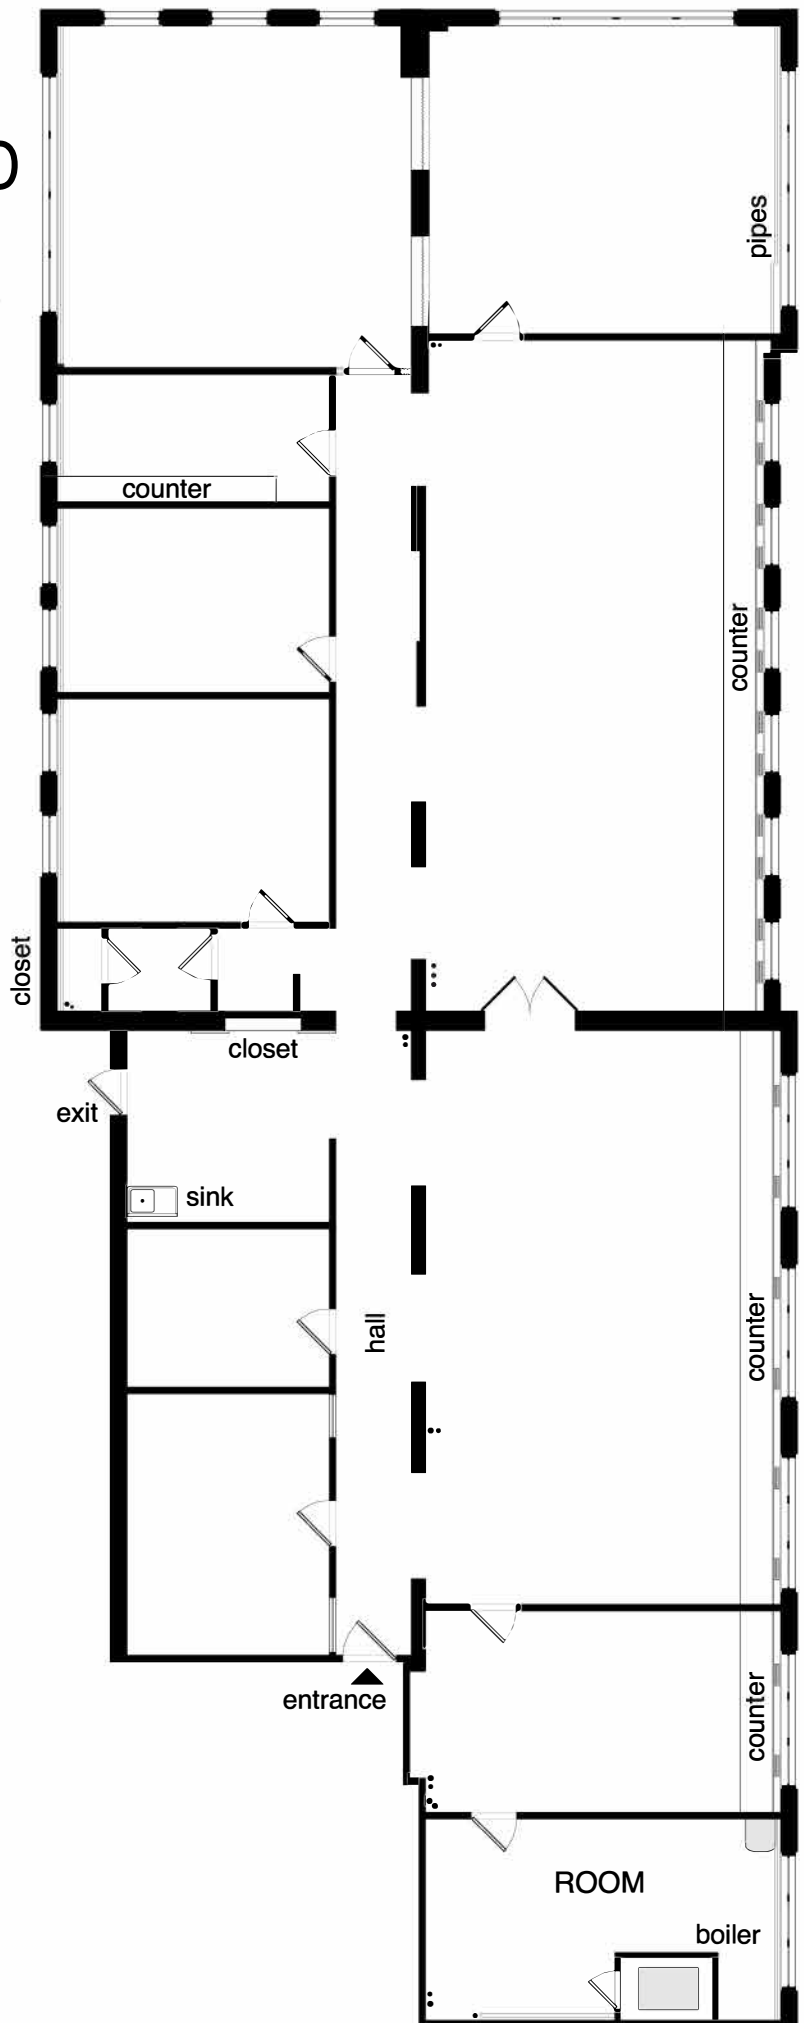 pipes
counter
counter
closet
closet
exit
sink
hall
counter
entrance
counter
ROOM
boiler